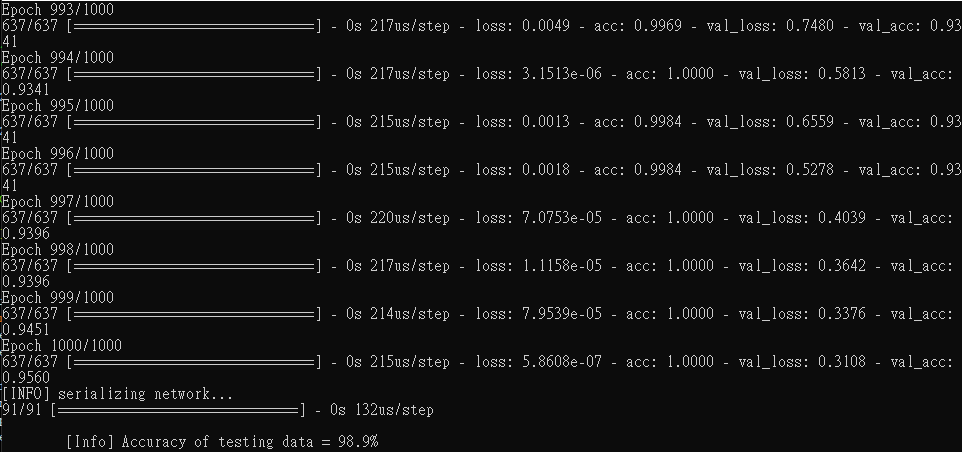 Epoch 993/1000
637/637 [==============================] - 0s 217us/step - loss: 0.0049 - acc: 0.9969 - val_loss: 0.7480 - val_acc: 0.93
41
Epoch 994/1000
637/637 [==============================] - 0s 217us/step - loss: 3.1513e-06 - acc: 1.0000 - val_loss: 0.5813 - val_acc:
0.9341
Epoch 995/1000
637/637 [==============================] - 0s 215us/step - loss: 0.0013 - acc: 0.9984 - val_loss: 0.6559 - val_acc: 0.93
41
Epoch 996/1000
637/637 [==============================] - 0s 215us/step - loss: 0.0018 - acc: 0.9984 - val_loss: 0.5278 - val_acc: 0.93
41
Epoch 997/1000
637/637 [==============================] - 0s 220us/step - loss: 7.0753e-05 - acc: 1.0000 - val_loss: 0.4039 - val_acc:
0.9396
Epoch 998/1000
637/637 [==============================] - 0s 217us/step - loss: 1.1158e-05 - acc: 1.0000 - val_loss: 0.3642 - val_acc:
0.9396
Epoch 999/1000
637/637 [==============================] - 0s 214us/step - loss: 7.9539e-05 - acc: 1.0000 - val_loss: 0.3376 - val_acc:
0.9451
Epoch 1000/1000
637/637 [==============================] - 0s 215us/step - loss: 5.8608e-07 - acc: 1.0000 - val_loss: 0.3108 - val_acc:
0.9560
[INFO] serializing network...
91/91 [==============================] - 0s 132us/step
[Info] Accuracy of testing data = 98.9%